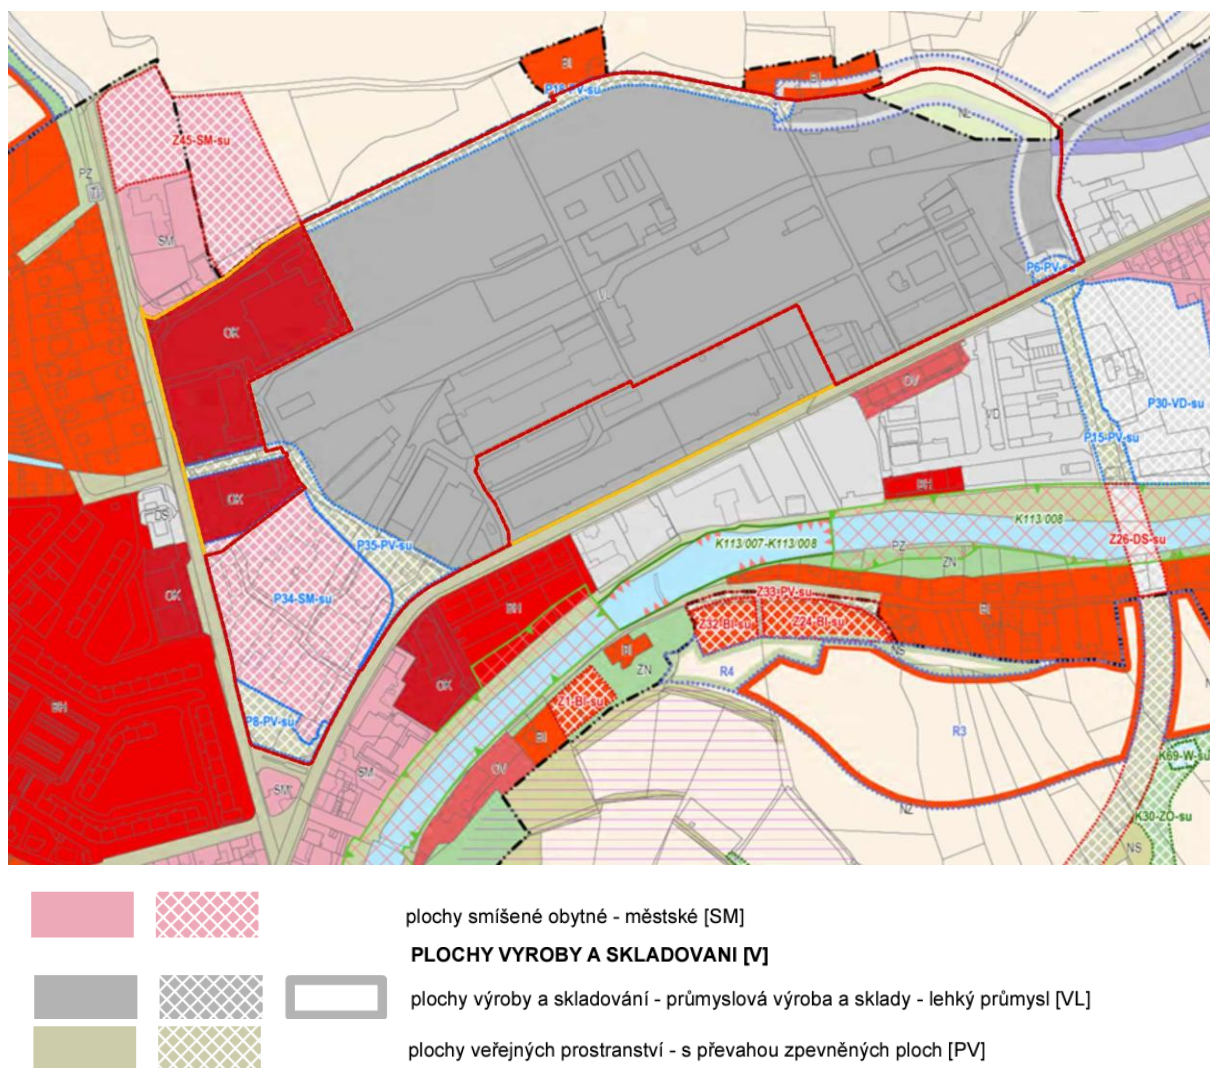 BI
P16-PV-su
BI
NL
Z45-SM-su
PZ
TI
SM
OK
VL
P6-PV-su
OV
VD
P30-VD-su
P15-PV-su
OK
DS
P35-PV-su
BH
K113/008
K113/007-K113/008
Z26-DS-su
PZ
ZN
OK
P34-SM-su
BH
Z33-PV-su
Z32-BI-su
Z24-BI-su
BI
BI
NS
ZN
R4
OK
Z1-BI-su
BH
P8-PV-su
R3
BI
K69-W-su
SM
OV
SM
NZ
K30-ZO-su
NS
plochy smíšené obytné - městské [SM]
PLOCHY VYROBY A SKLADOVANI [V]
plochy výroby a skladování - průmyslová výroba a sklady - lehký průmysl [VL]
plochy veřejných prostranství - s převahou zpevněných ploch [PV]